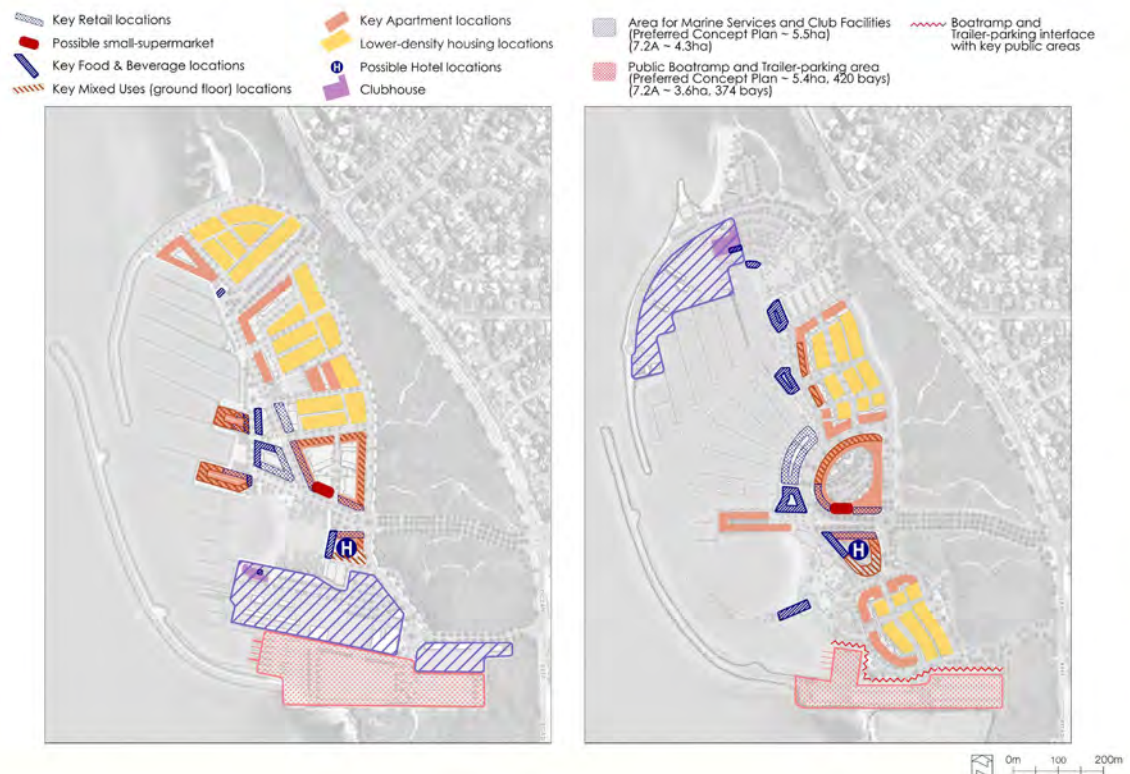 Key Retail locations
Possible small-supermarket
Key Food & Beverage locations
Key Mixed Uses (ground floor) locations
Key Apartment locations
Lower-density housing locations
H Possible Hotel locations
Clubhouse
Area for Marine Services and Club Facilities
(Preferred Concept Plan ~ 5.5ha)
(7.2A ~ 4.3ha)
Public Boatramp and Trailer-parking area
(Preferred Concept Plan ~ 5.4ha, 420 bays)
(7.2A ~ 3.6ha, 374 bays)
Boatramp and
Trailer-parking interface
with key public areas
H
H
0m 100 200m